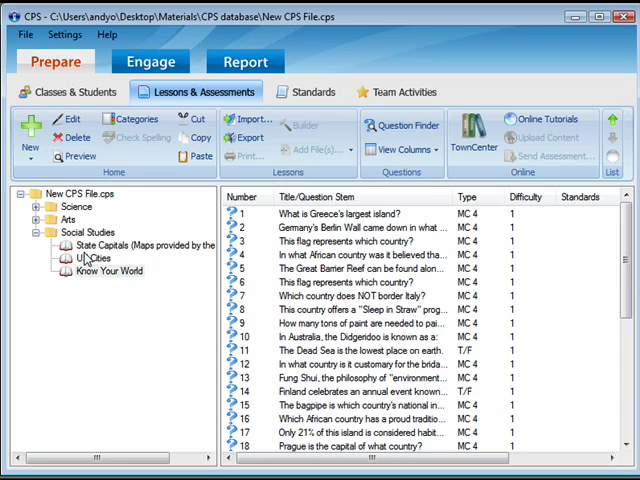 CPS - C:\Users\andyo\Desktop\Materials\CPS database\New CPS File.cps
File Settings Help
Prepare Engage Report
Classes & Students Lessons & Assessments Standards Team Activities
New Edit Delete Preview Categories Check Spelling Cut Copy Paste
Import... Export Print... Builder Add File(s)...
Question Finder View Columns
TownCenter Online Tutorials Upload Content Send Assessment...
Home Lessons Questions Online List
New CPS File.cps
Science
Arts
Social Studies
State Capitals (Maps provided by the
Cities
Know Your World
Number Title/Question Stem Type Difficulty Standards
1 What is Greece's largest island? MC 4 1
2 Germany's Berlin Wall came down in what ... MC 4 1
3 This flag represents which country? MC 4 1
4 In what African country was it believed tha... MC 4 1
5 The Great Barrier Reef can be found alon... MC 4 1
6 This flag represents which country? MC 4 1
7 Which country does NOT border Italy? MC 4 1
8 This country offers a "Sleep in Straw" prog... MC 4 1
9 How many tons of paint are needed to pai... MC 4 1
10 In Australia, the Didgeridoo is known as a: MC 4 1
11 The Dead Sea is the lowest place on earth. T/F 1
12 In what country is it customary for the brida... MC 4 1
13 Fung Shui, the philosophy of "environment... MC 4 1
14 Finland celebrates an annual event known... T/F 1
15 The bagpipe is which country's national in... MC 4 1
16 Which African country has a proud traditio... MC 4 1
17 Only 21% of this island is considered habit... MC 4 1
18 Prague is the capital of what country? MC 4 1